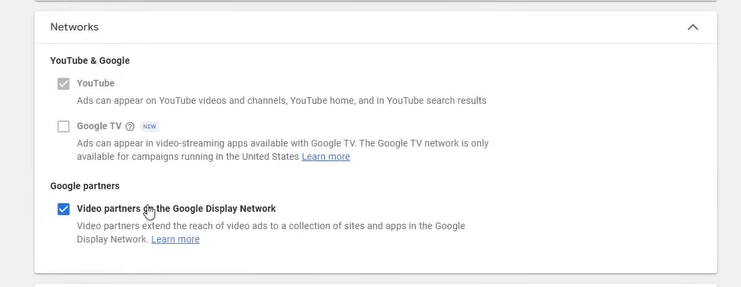 Networks
YouTube & Google
YouTube
Ads can appear on YouTube videos and channels, YouTube home, and in YouTube search results
Google TV NEW
Ads can appear in video-streaming apps available with Google TV. The Google TV network is only
available for campaigns running in the United States Learn more
Google partners
Video partners on the Google Display Network
Video partners extend the reach of video ads to a collection of sites and apps in the Google
Display Network. Learn more